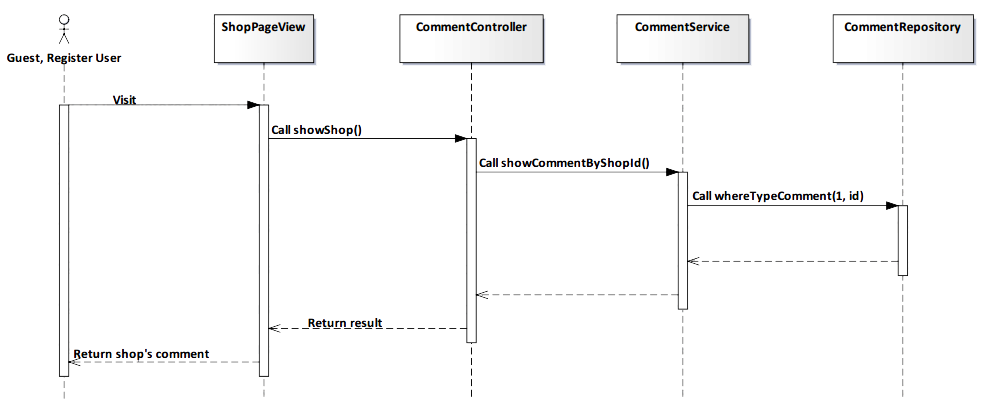 ShopPageView
CommentController
CommentService
CommentRepository
Guest, Register User
Visit
Call showShop()
Call showCommentByShopId()
Call whereTypeComment(1, id)
Return result
Return shop's comment